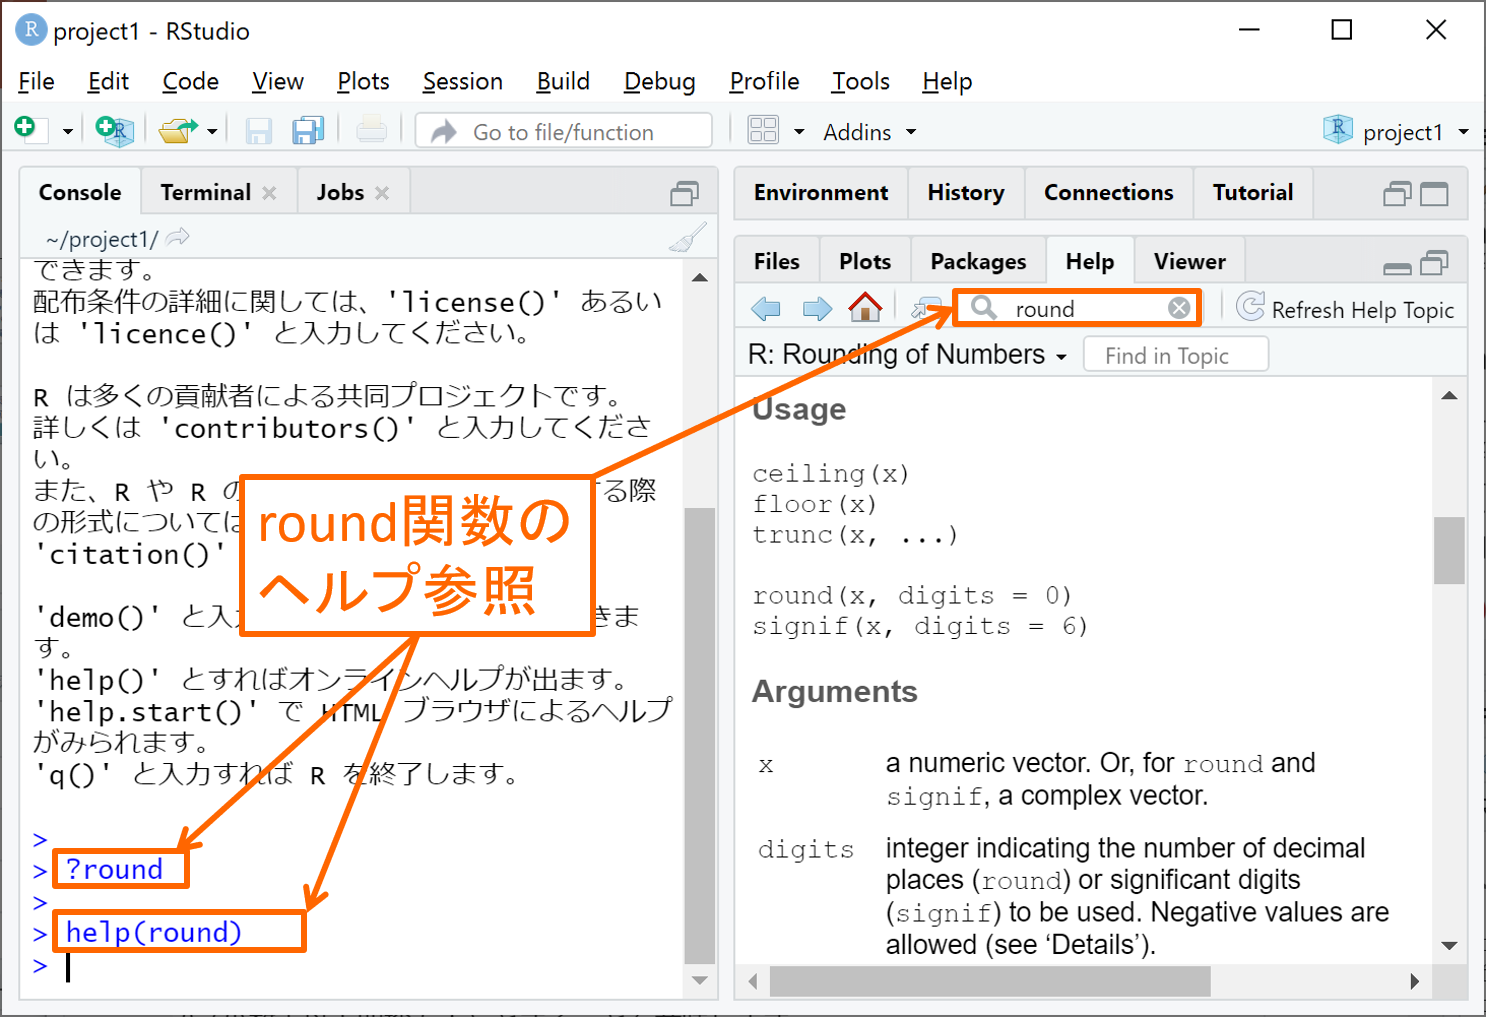 project1 - RStudio
File Edit Code View Plots Session Build Debug Profile Tools Help
Go to file/function Addins project1
Console Terminal Jobs
~/project1/
できます。
配布条件の詳細に関しては、'license()' あるい
は 'licence()' と入力してください。
R は多くの貢献者による共同プロジェクトです。
詳しくは 'contributors()' と入力してくださ
い。
また、R や R の
する際
の形式については
'citation()'
'demo()' と入
きま
す。
'help()' とすればオンラインヘルプが出ます。
'help.start()' で HTML ブラウザによるヘルプ
がみられます。
'q()' と入力すれば R を終了します。
>
> ?round
>
> help(round)
>
round関数の
ヘルプ参照
Environment History Connections Tutorial
Files Plots Packages Help Viewer
round Refresh Help Topic
R: Rounding of Numbers Find in Topic
Usage
ceiling(x)
floor(x)
trunc(x, ...)
round(x, digits = 0)
signif(x, digits = 6)
Arguments
x a numeric vector. Or, for round and
signif, a complex vector.
digits integer indicating the number of decimal
places (round) or significant digits
(signif) to be used. Negative values are
allowed (see ‘Details’).